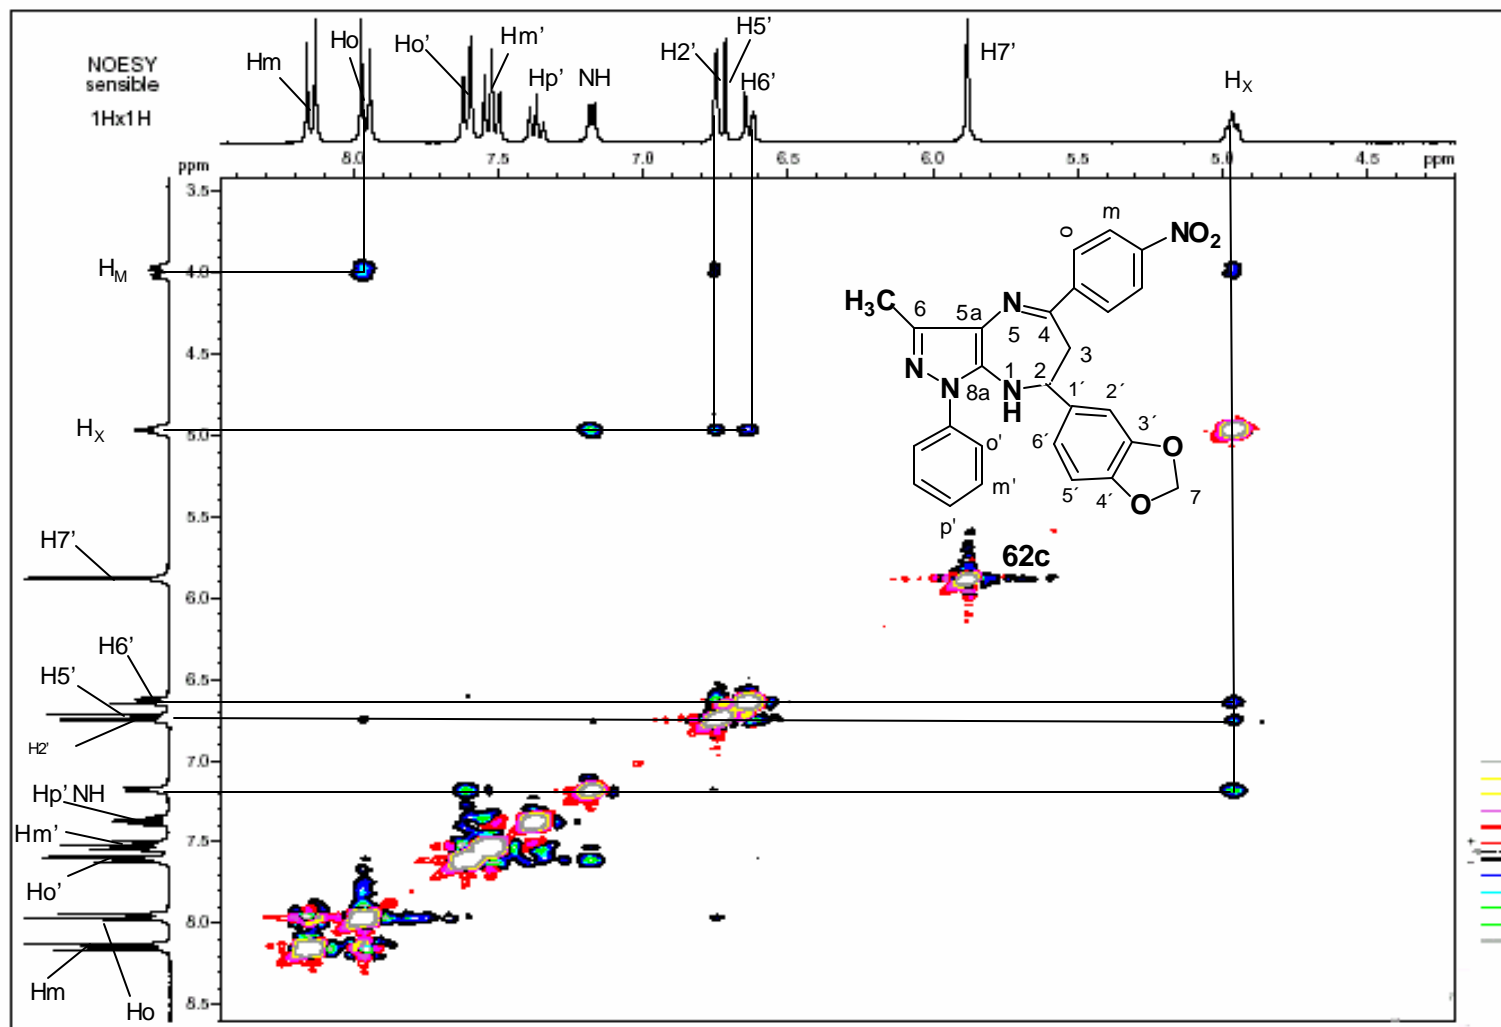 NOESY
sensible
1Hx1H
Hm
Ho
Ho’
Hm’
Hp’
NH
H2’
H5’
H6’
H7’
HX
ppm
8.0
7.5
7.0
6.5
6.0
5.5
5.0
4.5
ppm
3.5
4.0
4.5
5.0
5.5
6.0
6.5
7.0
7.5
8.0
8.5
HM
HX
H7’
H6’
H5’
H2'
Hp’
NH
Hm’
Ho’
Hm
Ho
m
o
NO2
H3C
6
5a
N
5
4
3
N
N
8a
1
N
H
2
1´
2´
3´
O
7
O
4´
5´
6´
o'
m'
p'
62c